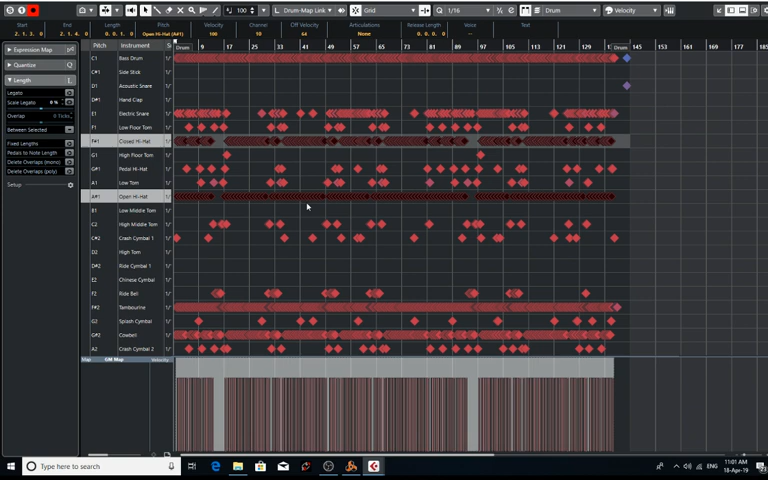 100
Grid
1/16
Drum-Map Link
Drum
Velocity
Start End Length Pitch Velocity Channel Off Velocity Articulations Release Length Voice Text
2. 1. 3. 0 2. 1. 4. 0 0. 0. 1. 0 Open Hi-Hat (A#1) 100 10 64 None 0. 0. 0. 0
Expression Map
Quantize
Length
Legato
Scale Legato 0 %
Overlap 0 Ticks
Between Selected
Fixed Lengths
Pedals to Note Length
Delete Overlaps (mono)
Delete Overlaps (poly)
Setup
Pitch Instrument
Drum 9 17 25 33 41 49 57 65 73 81 89 97 105 113 121 129 Drum 145 153 161 169 177 185
C1 Bass Drum
C#1 Side Stick
D1 Acoustic Snare
D#1 Hand Clap
E1 Electric Snare
F1 Low Floor Tom
F#1 Closed Hi-Hat
G1 High Floor Tom
G#1 Pedal Hi-Hat
A1 Low Tom
A#1 Open Hi-Hat
B1 Low Middle Tom
C2 High Middle Tom
C#2 Crash Cymbal 1
D2 High Tom
D#2 Ride Cymbal 1
E2 Chinese Cymbal
F2 Ride Bell
F#2 Tambourine
G2 Splash Cymbal
G#2 Cowbell
A2 Crash Cymbal 2
Map GM Map Velocity
Type here to search
ENG
11:01 AM
18-Apr-19